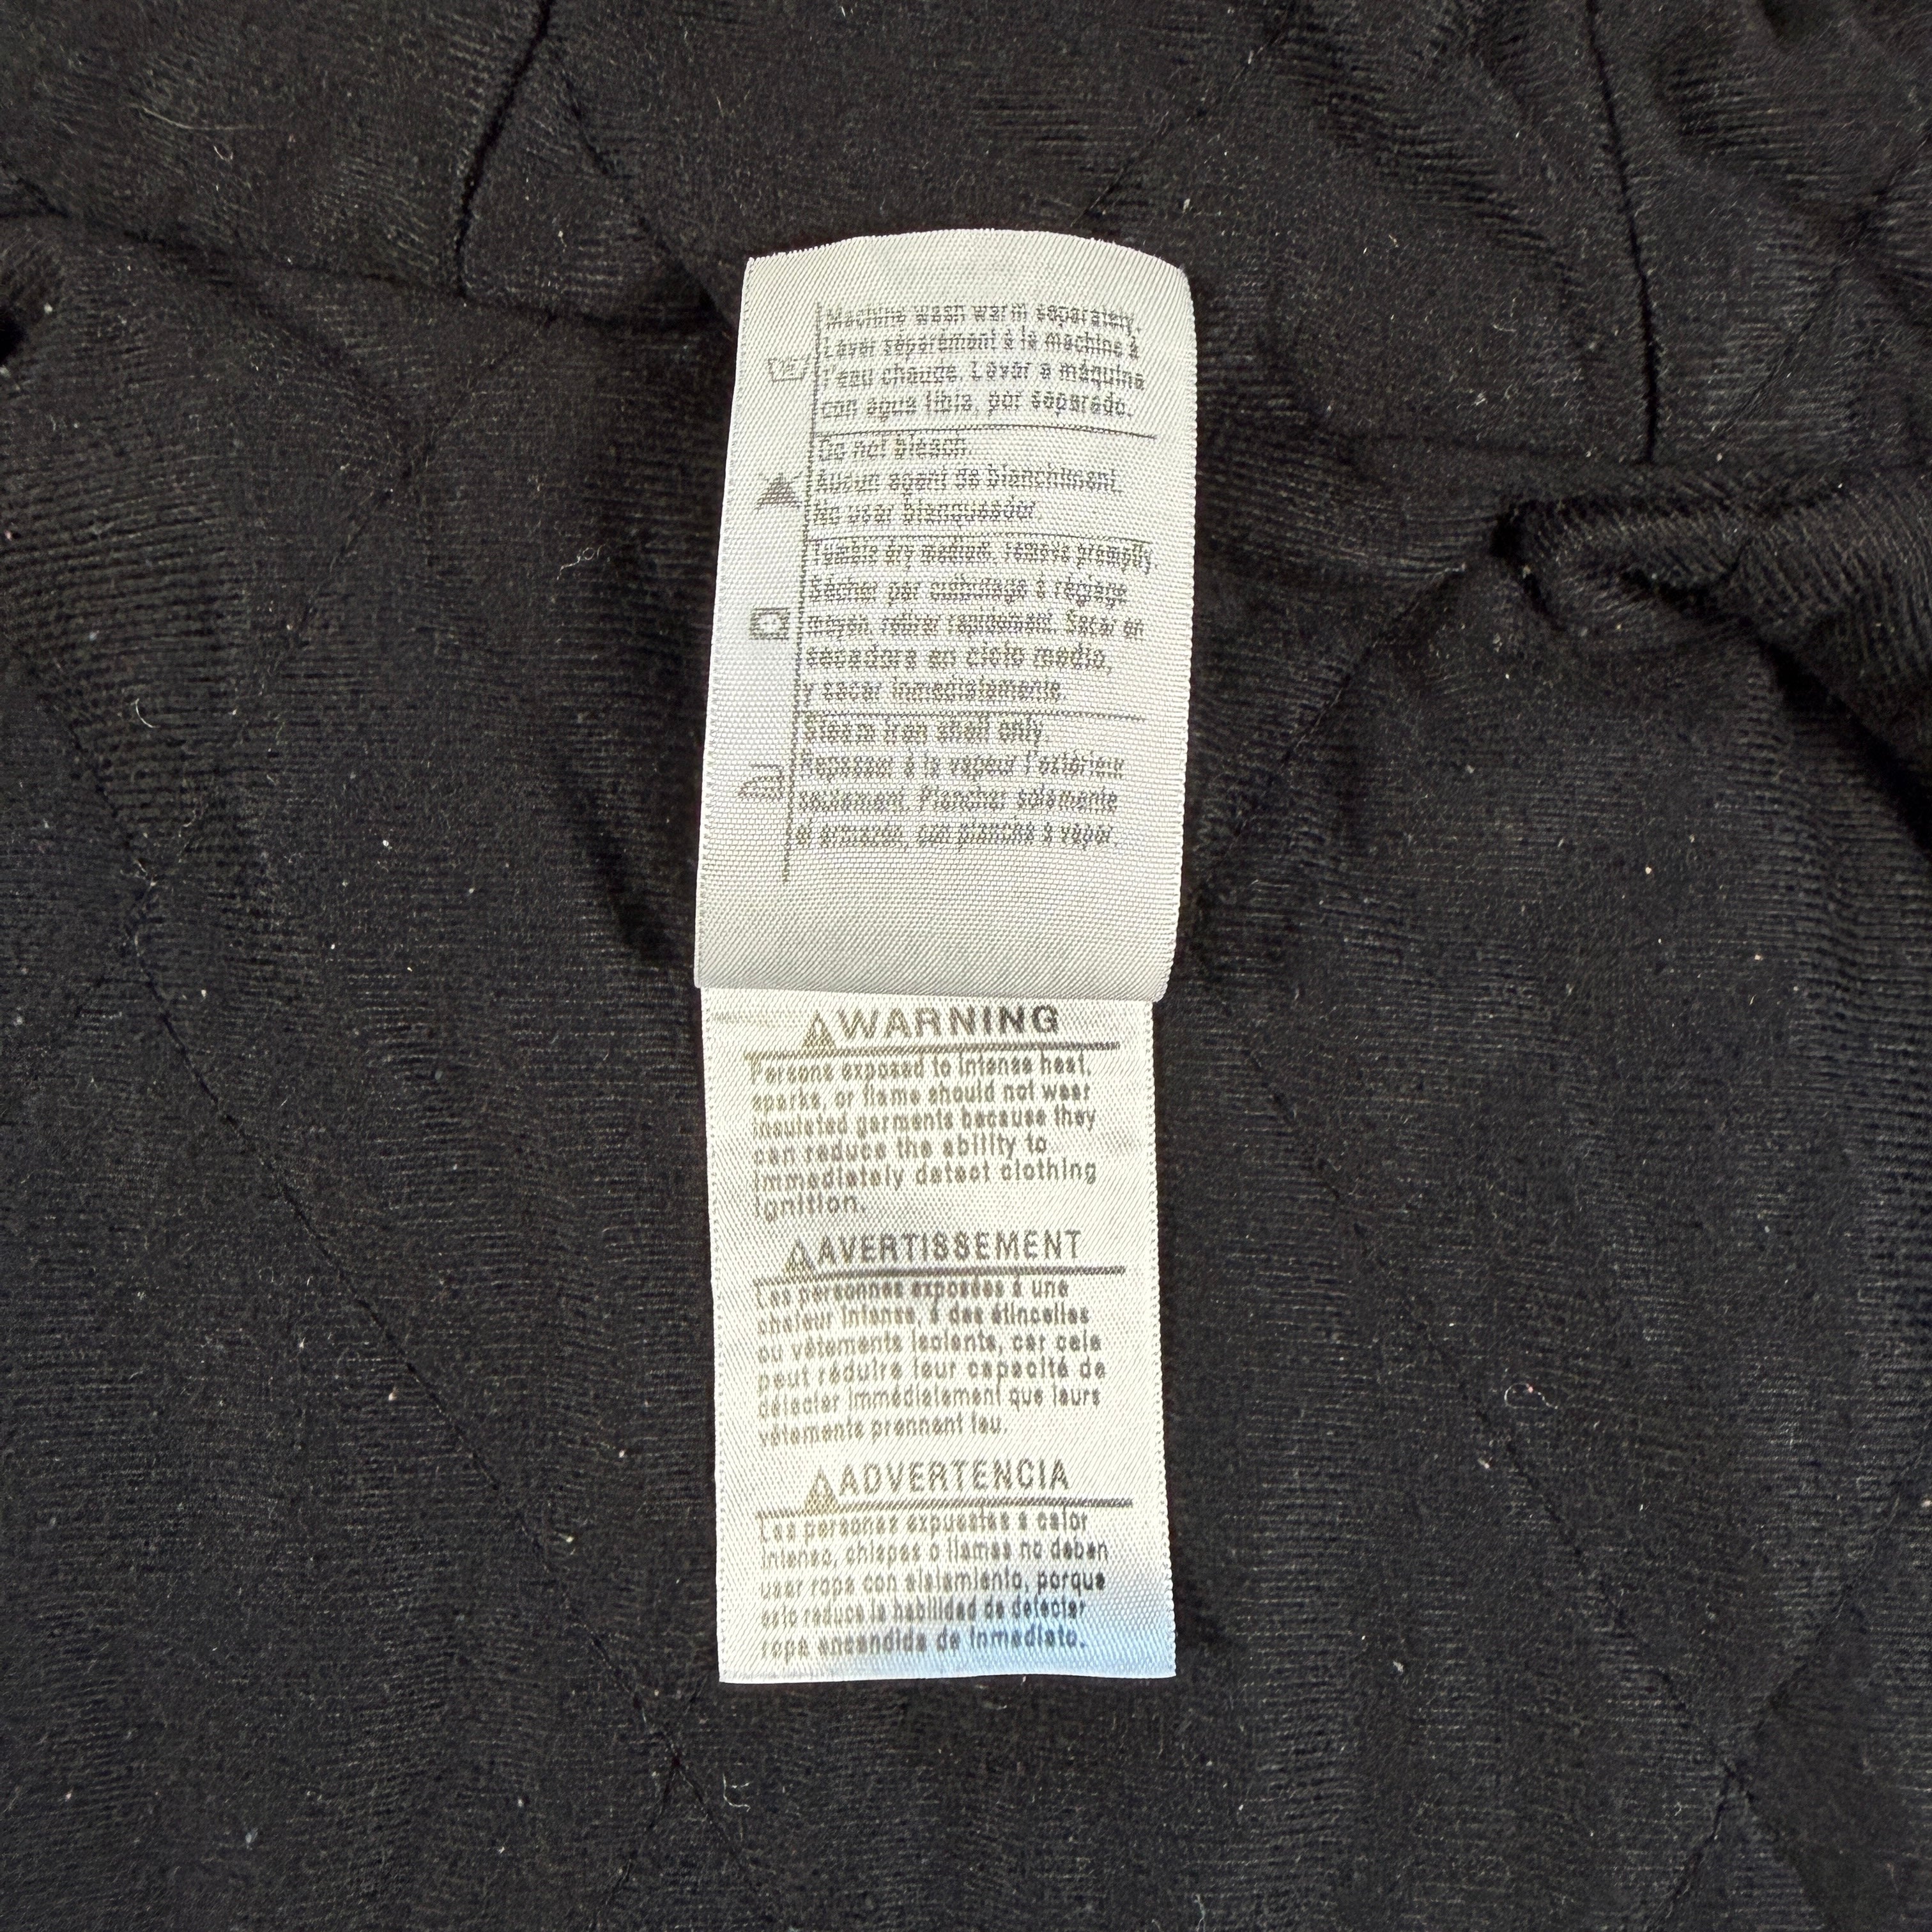 Machine wash warm separately.
Laver séparément à la machine à
l'eau chaude. Lavar a máquina
con agua tibia, por separado.
Do not bleach.
Aucun agent de blanchiment.
No usar blanqueador.
Tumble dry medium, remove promptly
Sécher par culbutage à réglage
moyen, retirer rapidement. Secar en
secadora en ciclo medio,
y sacar inmediatamente.
Steam iron shell only
Repasser à la vapeur l'extérieur
seulement. Planchar solamente
el armazón, con plancha a vapor
WARNING
Persons exposed to intense heat,
sparks, or flame should not wear
insulated garments because they
can reduce the ability to
immediately detect clothing
ignition.
AVERTISSEMENT
Les personnes exposées à une
chaleur intense, à des étincelles
ou vêtements isolants, car cela
peut réduire leur capacité de
détecter immédiatement que leurs
vêtements prennent feu.
ADVERTENCIA
Las personas expuestas a calor
intenso, chispas o llamas no deben
usar ropa con aislamiento, porque
esto reduce la habilidad de detectar
ropa encendida de inmediato.